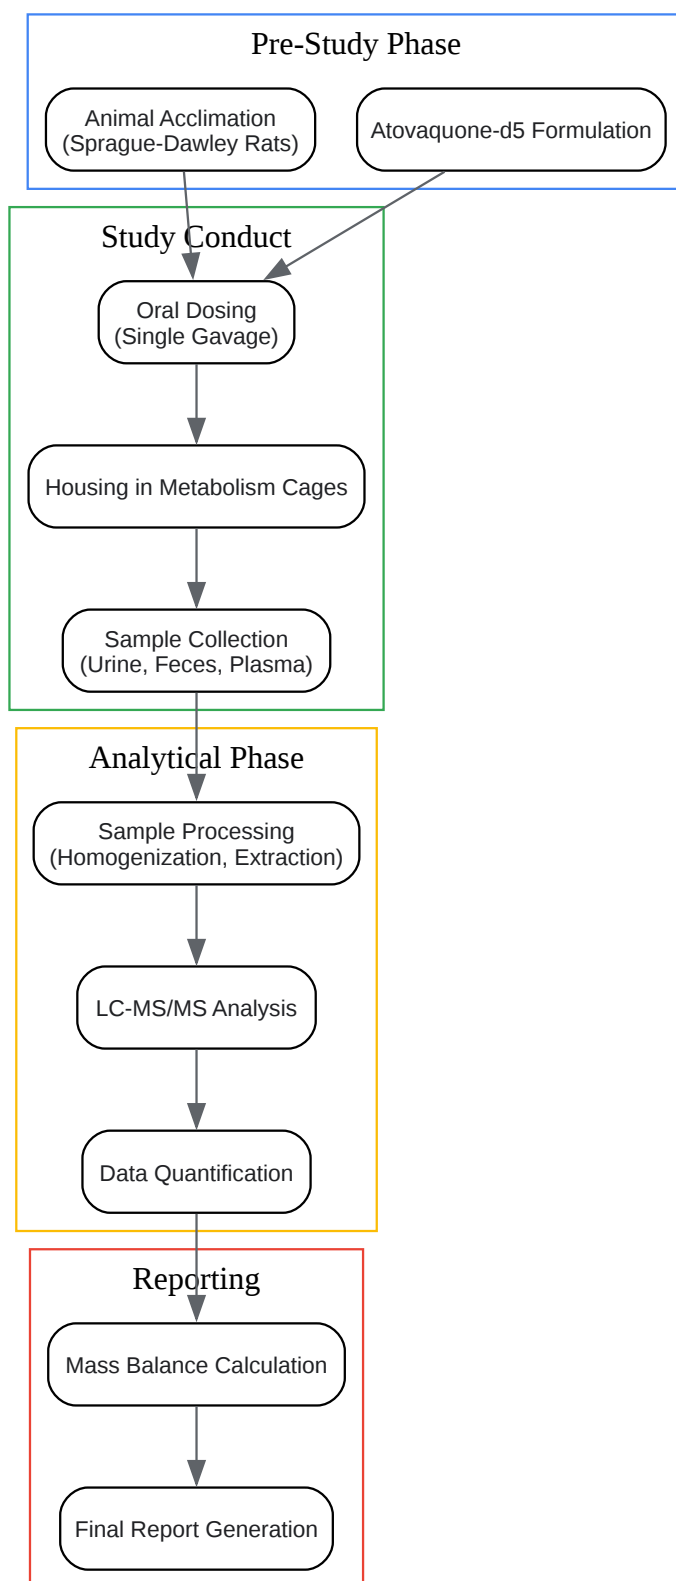 Pre-Study Phase
Animal Acclimation
(Sprague-Dawley Rats)
Atovaquone-d5 Formulation
Study Conduct
Oral Dosing
(Single Gavage)
Housing in Metabolism Cages
Sample Collection
(Urine, Feces, Plasma)
Analytical Phase
Sample Processing
(Homogenization, Extraction)
LC-MS/MS Analysis
Data Quantification
Reporting
Mass Balance Calculation
Final Report Generation